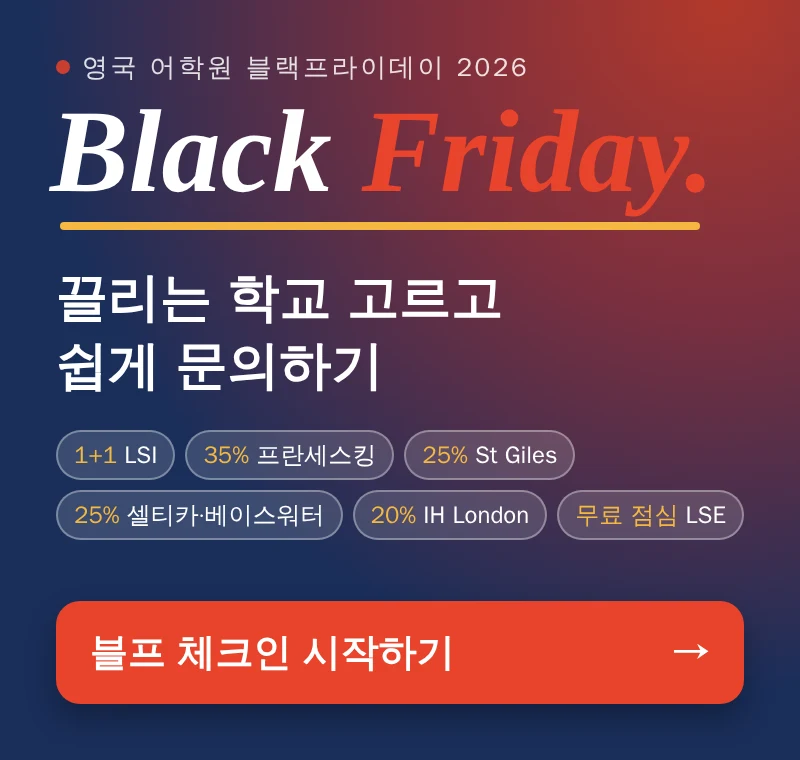 영국 어학원 블랙프라이데이 2026
Black Friday.
끌리는 학교 고르고
쉽게 문의하기
1+1 LSI 35% 프란세스킹 25% St Giles
25% 셀티카·베이스워터 20% IH London 무료 점심 LSE
블프 체크인 시작하기 →